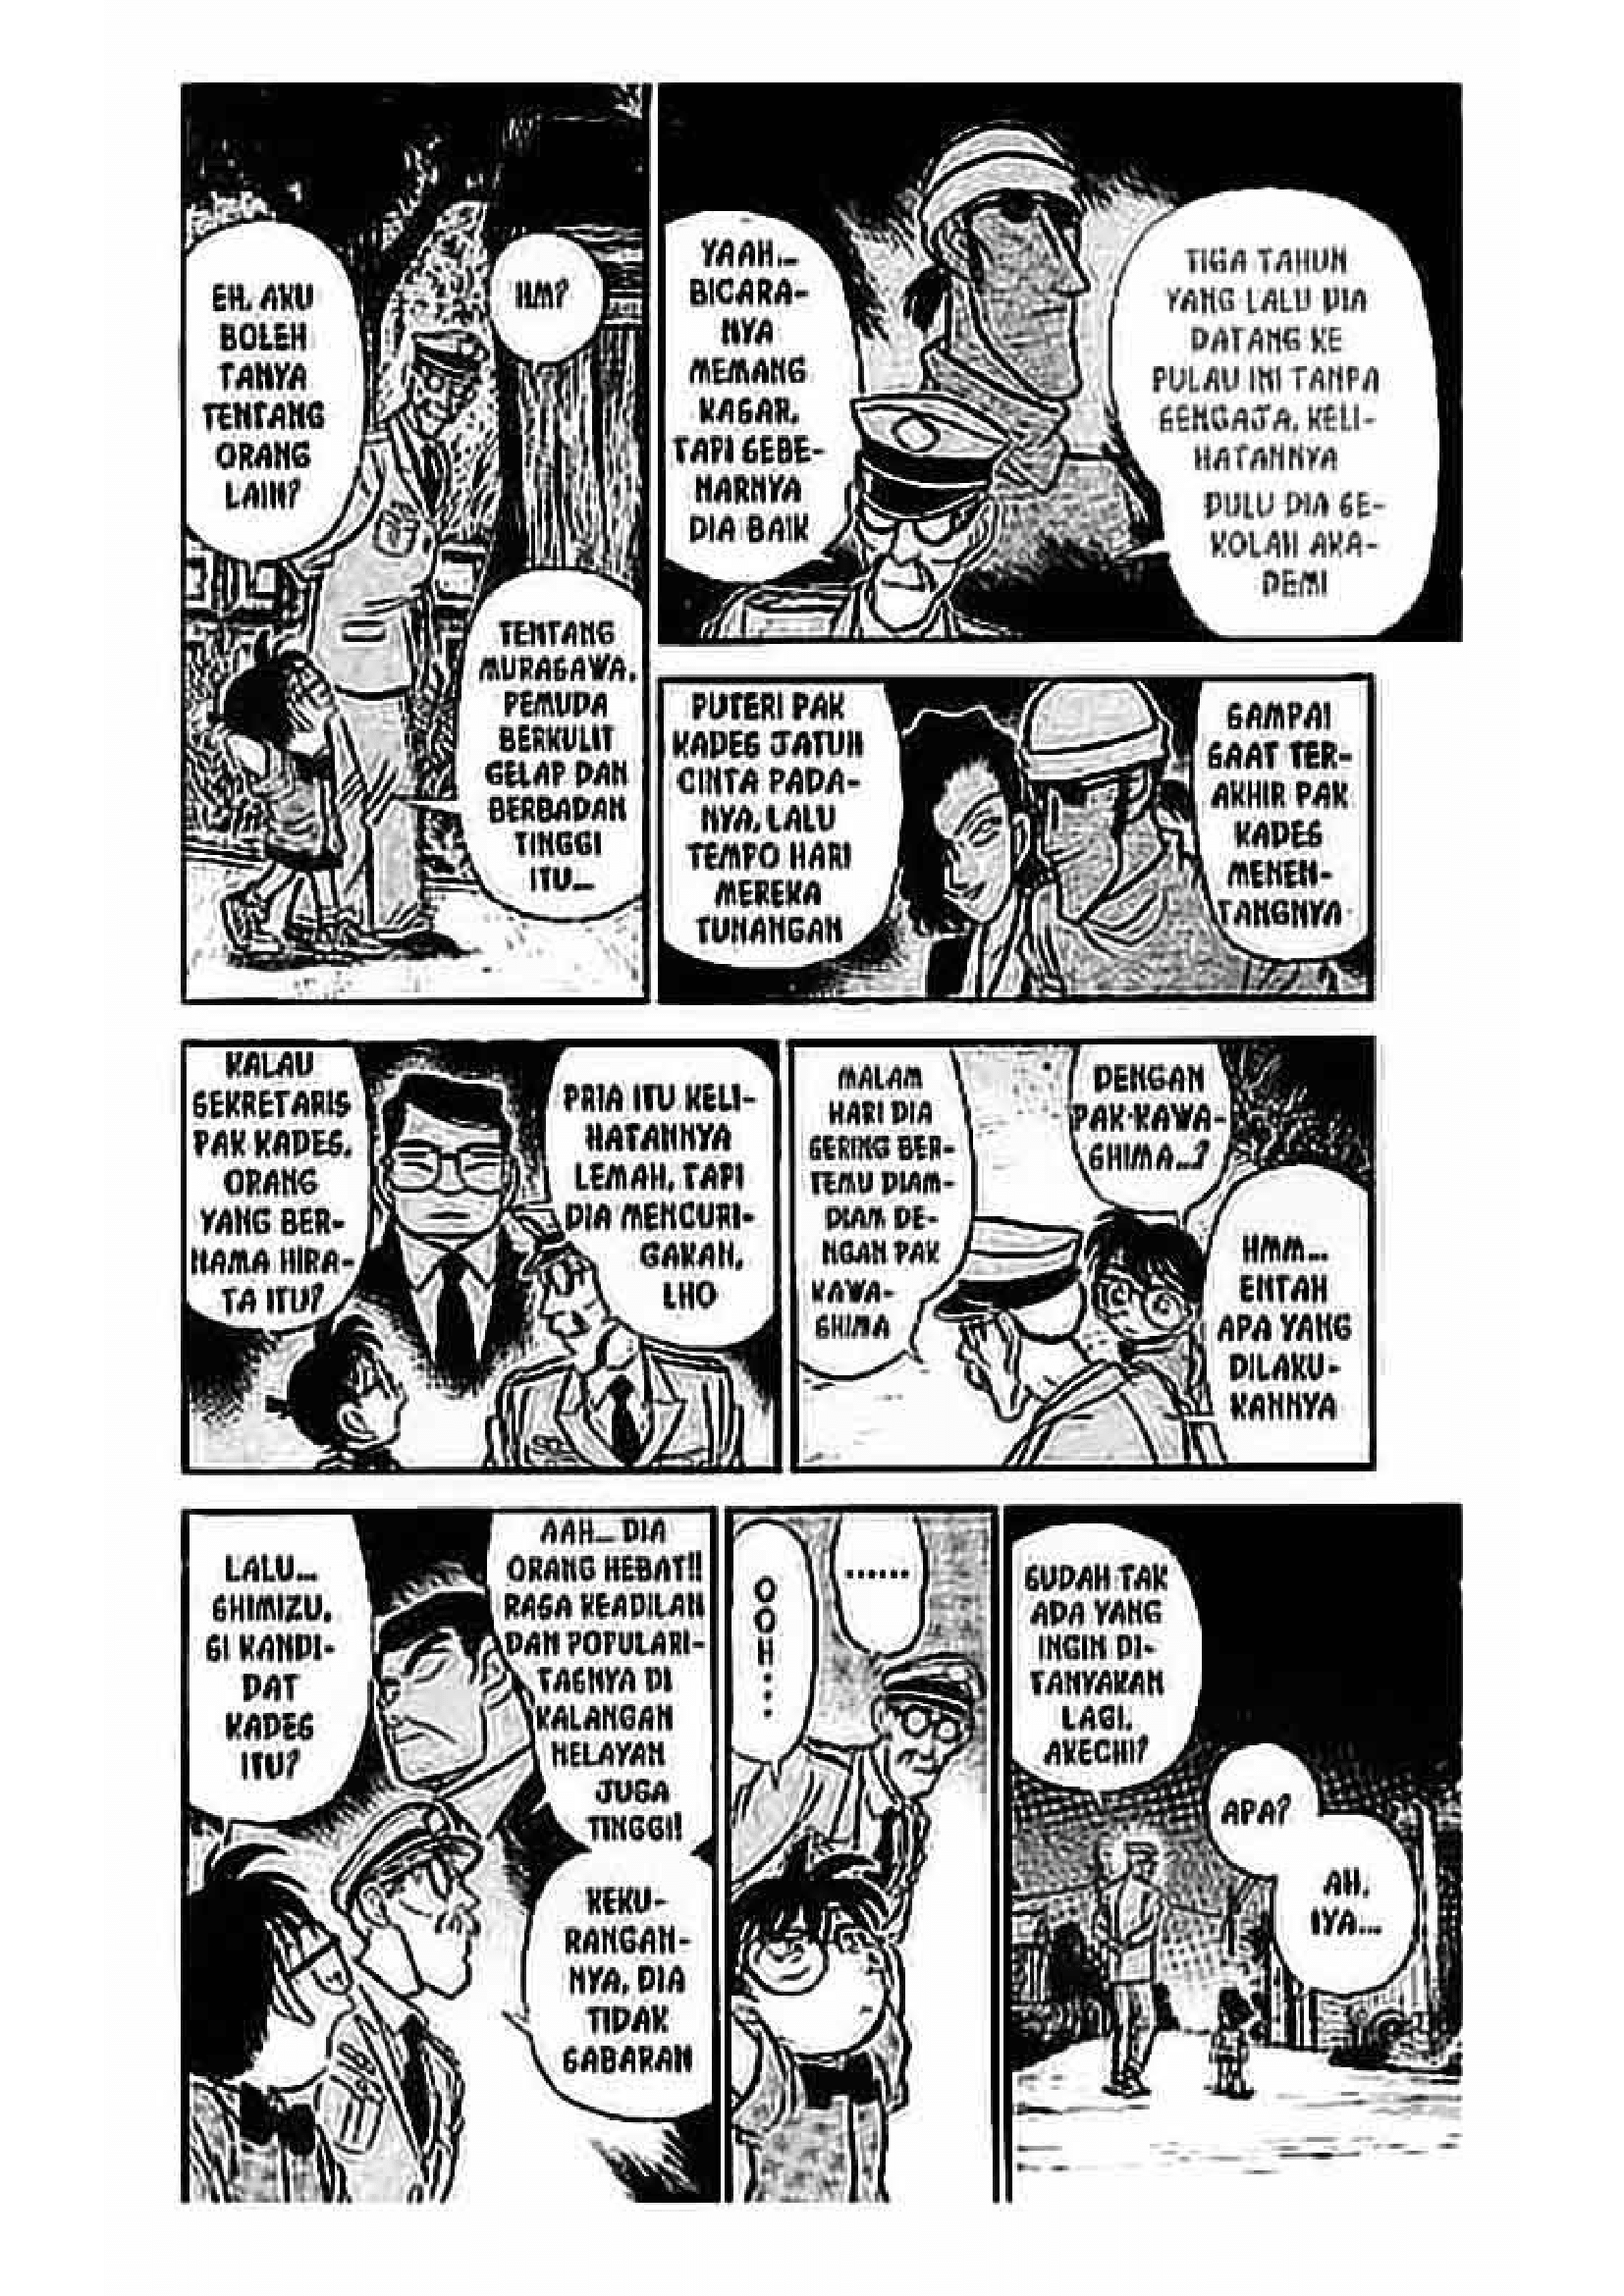 EH, AKU
BOLEH
TANYA
TENTANG
ORANG
LAIN?
HM?
TENTANG
MURASAWA,
PEMUDA
BERKULIT
GELAP DAN
BERBADAN
TINGGI
ITU...
YAAH...
BICARA-
NYA
MEMANG
KASAR,
TAPI SEBE-
NARNYA
DIA BAIK
TIGA TAHUN
YANG LALU DIA
DATANG KE
PULAU INI TANPA
SENGAJA, KELI-
HATANNYA
DULU DIA SE-
KOLAH AKA-
DEMI
PUTERI PAK
KADES JATUH
CINTA PADA-
NYA, LALU
TEMPO HARI
MEREKA
TUNANGAN
SAMPAI
SAAT TER-
AKHIR PAK
KADES
MENEN-
TANGNYA
KALAU
SEKRETARIS
PAK KADES,
ORANG
YANG BER-
NAMA HIRA-
TA ITU?
PRIA ITU KELI-
HATANNYA
LEMAH, TAPI
DIA MENCURI-
GAKAN,
LHO
MALAM
HARI DIA
SERING BER-
TEMU DIAM-
DIAM DE-
NGAN PAK
KAWA-
SHIMA
DENGAN
PAK KAWA-
SHIMA...?
HMM...
ENTAH
APA YANG
DILAKU-
KANNYA
LALU...
SHIMIZU,
SI KANDI-
DAT
KADES
ITU?
AAH... DIA
ORANG HEBAT!!
RASA KEADILAN
DAN POPULARI-
TASNYA DI
KALANGAN
NELAYAN
JUGA
TINGGI!
KEKU-
RANGAN-
NYA, DIA
TIDAK
SABARAN
OOH...
......
SUDAH TAK
ADA YANG
INGIN DI-
TANYAKAN
LAGI,
AKECHI?
APA?
AH,
IYA...